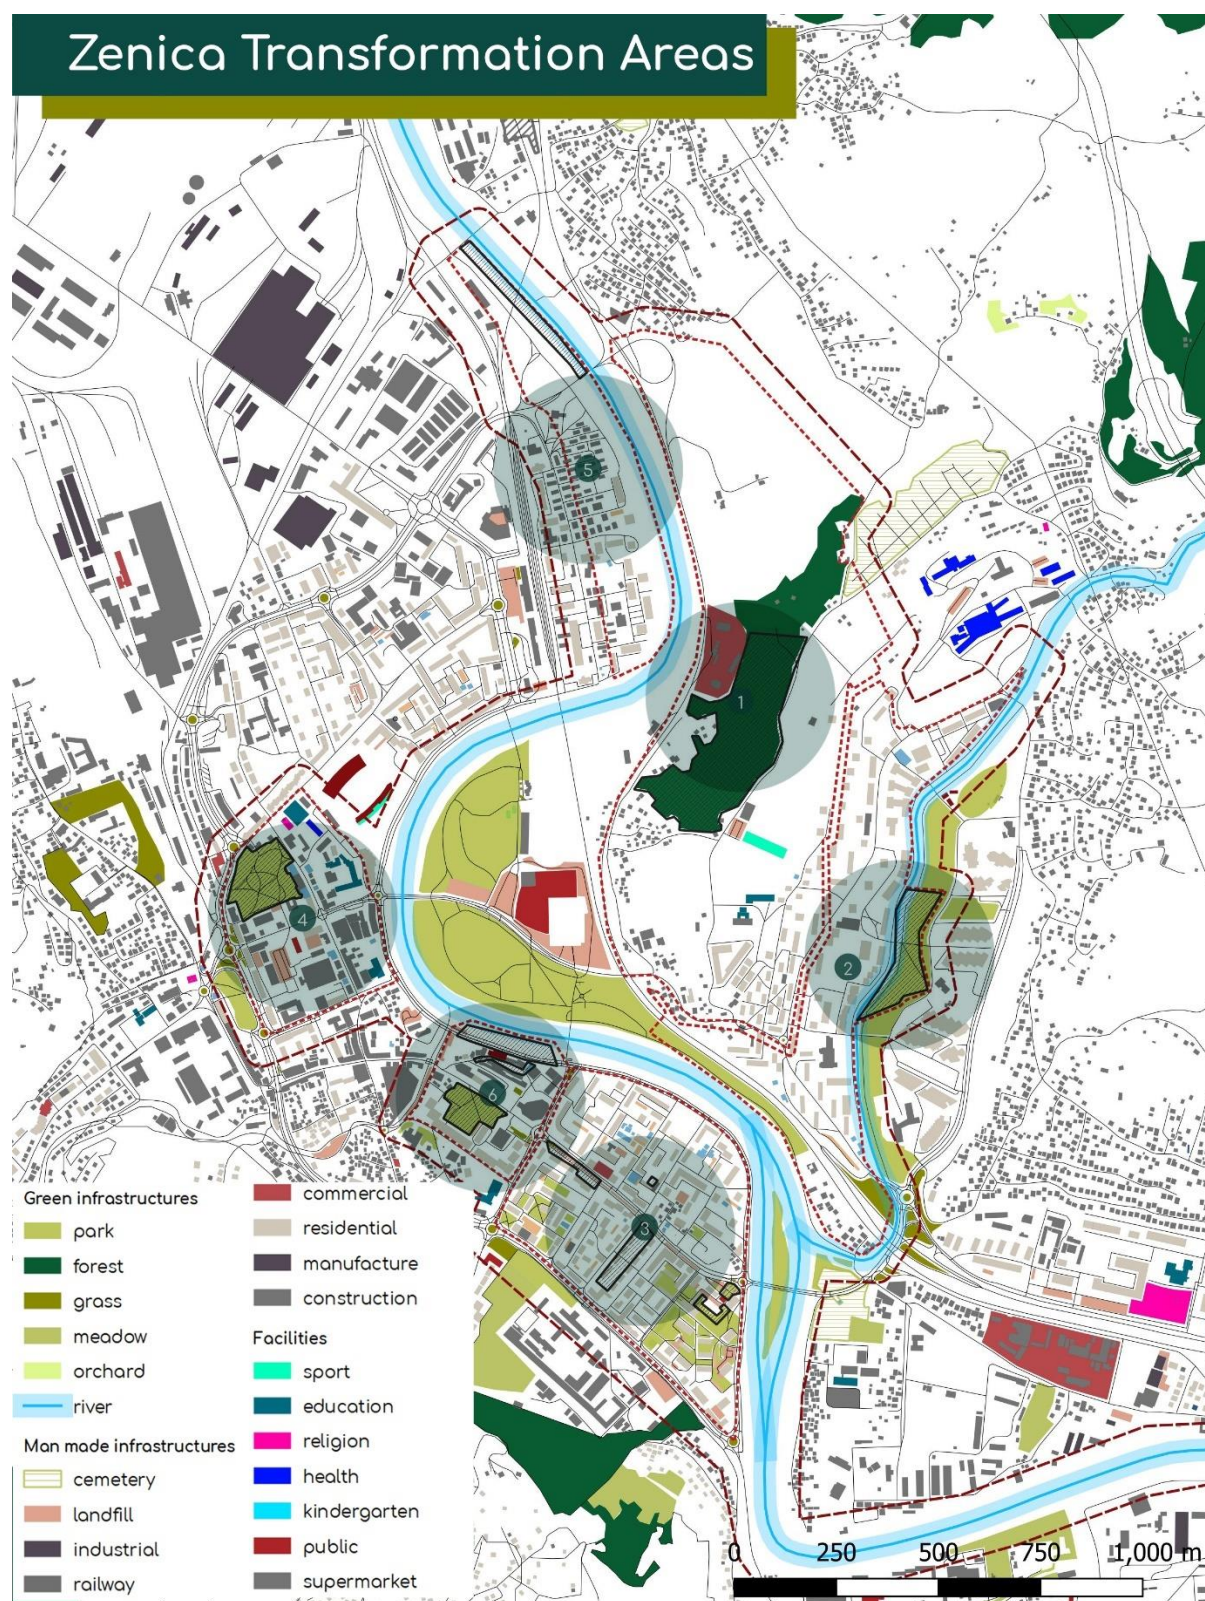 Zenica Transformation Areas
5
1
4
2
6
3
Green infrastructures
park
forest
grass
meadow
orchard
river
Man made infrastructures
cemetery
landfill
industrial
railway
commercial
residential
manufacture
construction
Facilities
sport
education
religion
health
kindergarten
public
supermarket
0 250 500 750 1,000 m